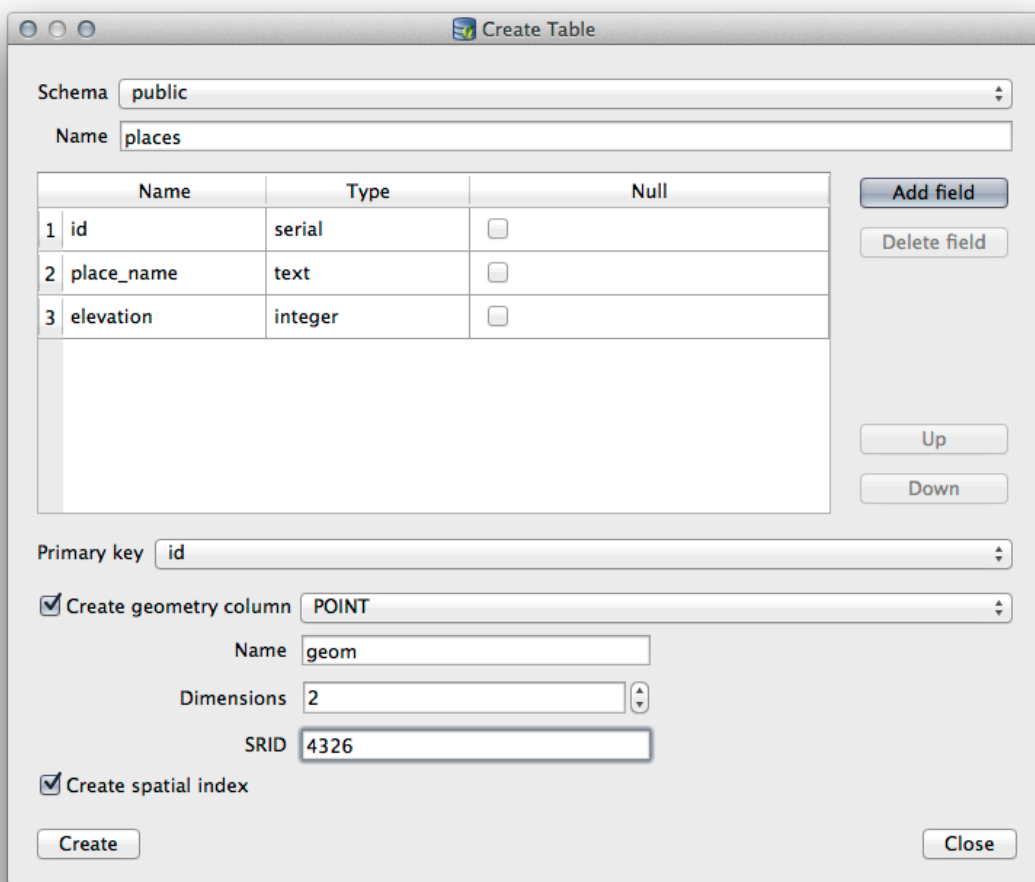 Create Table
Schema public
Name places
Name Type Null Add field
1 id serial
Delete field
2 place_name text
3 elevation integer
Up
Down
Primary key id
Create geometry column POINT
Name geom
Dimensions 2
SRID 4326
Create spatial index
Create Close